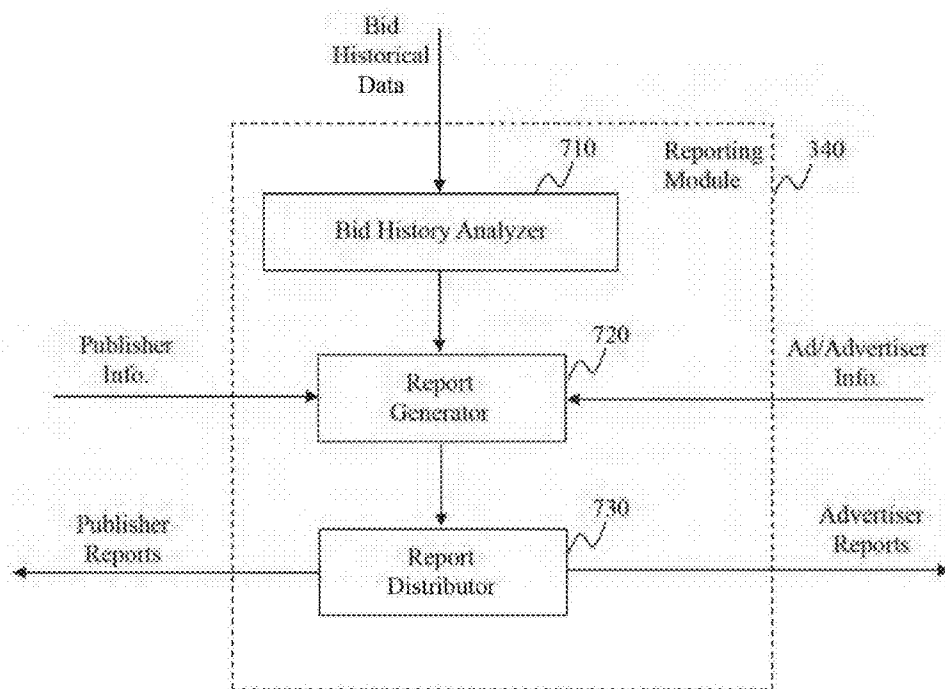 Bid
Historical
Data
710
Reporting
Module
340
Bid History Analyzer
Publisher
Info.
720
Ad/Advertiser
Info.
Report
Generator
Publisher
Reports
730
Advertiser
Reports
Report
Distributor